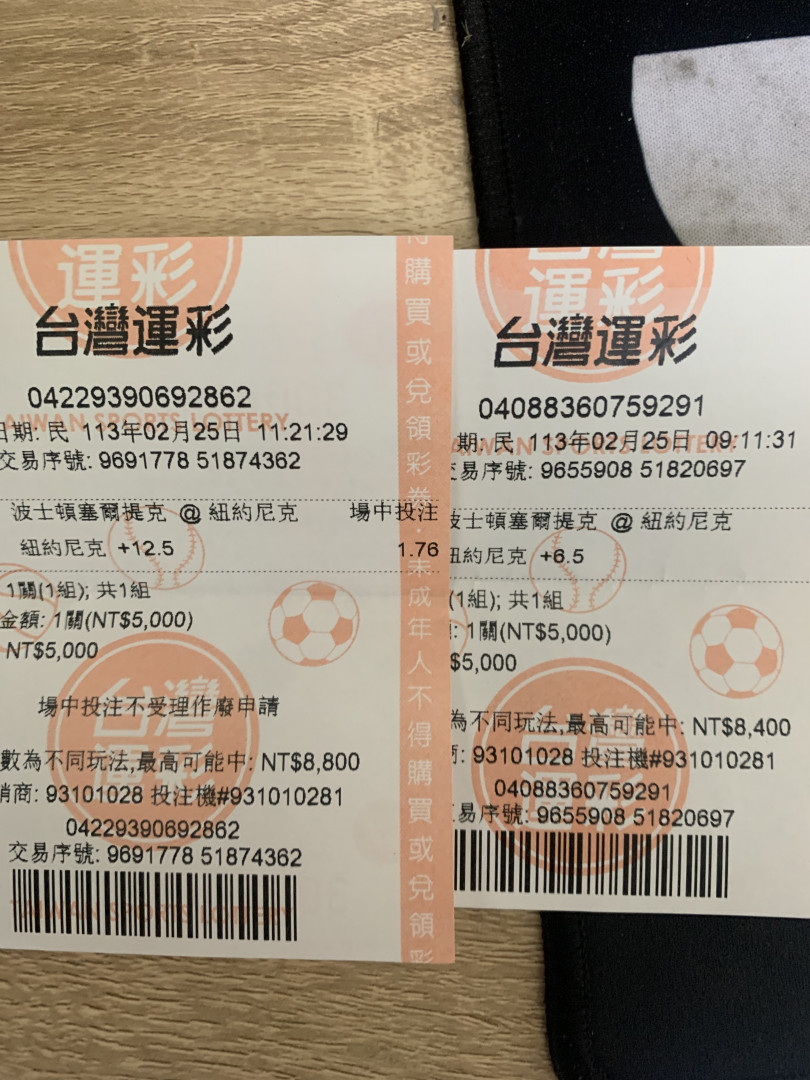 運彩
台灣運彩
04229390692862
TAIWAN SPORTS LOTTERY
日期: 民 113年02月25日 11:21:29
交易序號: 9691778 51874362
波士頓塞爾提克 @ 紐約尼克 場中投注
紐約尼克 +12.5 1.76
1關(1組); 共1組
金額: 1關(NT$5,000)
NT$5,000
場中投注不受理作廢申請
數為不同玩法,最高可能中: NT$8,800
銷商: 93101028 投注機#931010281
04229390692862
交易序號: 9691778 51874362
得購買或兌領彩券.未成年人不得購買或兌領彩
台灣
運彩
台灣運彩
04088360759291
TAIWAN SPORTS LOTTERY
期: 民 113年02月25日 09:11:31
易序號: 9655908 51820697
波士頓塞爾提克 @ 紐約尼克
紐約尼克 +6.5
(1組); 共1組
: 1關(NT$5,000)
$5,000
為不同玩法,最高可能中: NT$8,400
: 93101028 投注機#931010281
04088360759291
易序號: 9655908 51820697